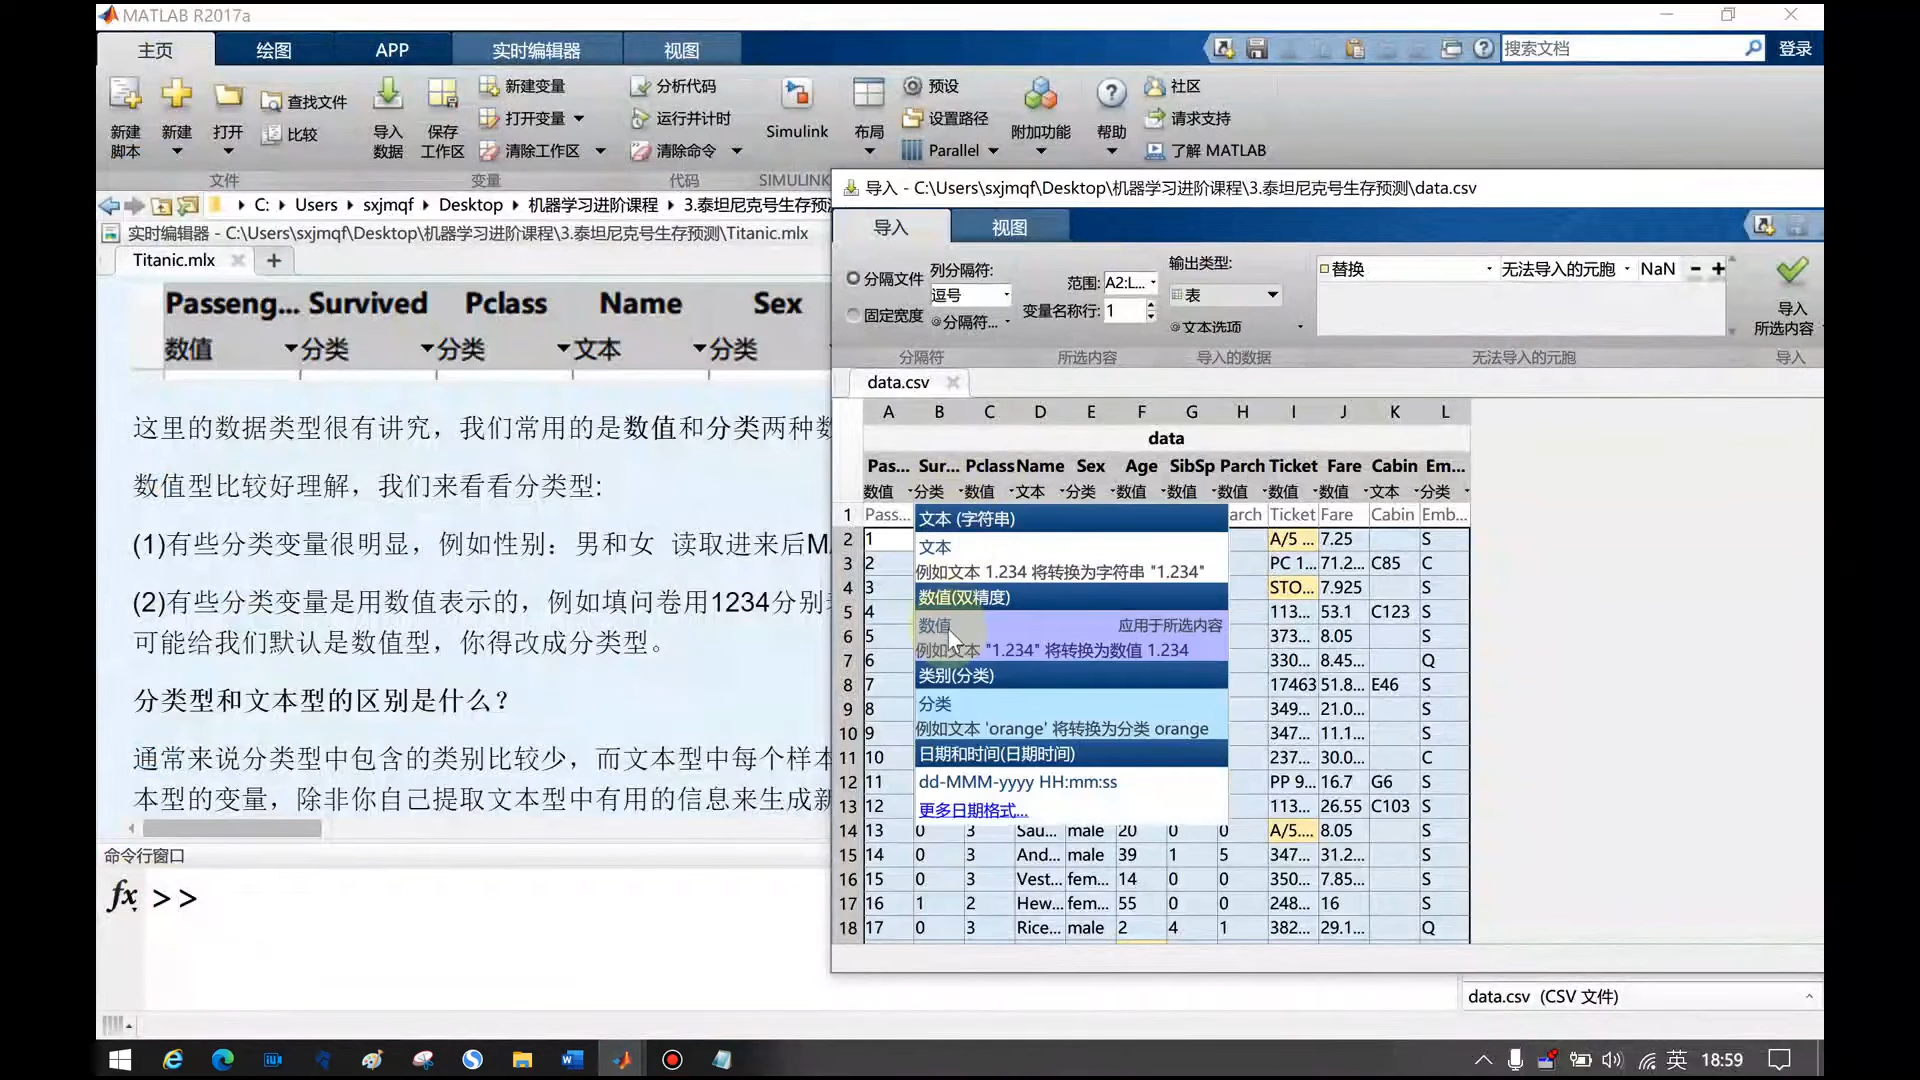 MATLAB R2017a
主页 绘图 APP 实时编辑器 视图
搜索文档 登录
新建脚本 新建 打开 查找文件 比较 导入数据 保存工作区 新建变量 打开变量 清除工作区 分析代码 运行并计时 清除命令 Simulink 布局 预设 设置路径 Parallel 附加功能 帮助 社区 请求支持 了解 MATLAB
文件 变量 代码 SIMULINK
C: Users sxjmqf Desktop 机器学习进阶课程 3.泰坦尼克号生存预测
实时编辑器 - C:\Users\sxjmqf\Desktop\机器学习进阶课程\3.泰坦尼克号生存预测\Titanic.mlx
Titanic.mlx
Passeng... Survived Pclass Name Sex
数值 分类 分类 文本 分类
这里的数据类型很有讲究，我们常用的是数值和分类两种数
数值型比较好理解，我们来看看分类型:
(1)有些分类变量很明显，例如性别：男和女 读取进来后MA
(2)有些分类变量是用数值表示的，例如填问卷用1234分别
可能给我们默认是数值型，你得改成分类型。
分类型和文本型的区别是什么？
通常来说分类型中包含的类别比较少，而文本型中每个样本
本型的变量，除非你自己提取文本型中有用的信息来生成新
命令行窗口
fx >>
导入 - C:\Users\sxjmqf\Desktop\机器学习进阶课程\3.泰坦尼克号生存预测\data.csv
导入 视图
分隔文件 列分隔符: 逗号
固定宽度 分隔符...
范围: A2:L...
变量名称行: 1
输出类型:
表
文本选项
替换 无法导入的元胞 NaN
导入所选内容
分隔符 所选内容 导入的数据 无法导入的元胞 导入
data.csv
A B C D E F G H I J K L
data
Pas... Sur... Pclass Name Sex Age SibSp Parch Ticket Fare Cabin Em...
数值 分类 数值 文本 分类 数值 数值 数值 数值 数值 文本 分类
1 Pass... arch Ticket Fare Cabin Emb...
2 1 A/5 ... 7.25 S
3 2 PC 1... 71.2... C85 C
4 3 STO... 7.925 S
5 4 113... 53.1 C123 S
6 5 373... 8.05 S
7 6 330... 8.45... Q
8 7 17463 51.8... E46 S
9 8 349... 21.0... S
10 9 347... 11.1... S
11 10 237... 30.0... C
12 11 PP 9... 16.7 G6 S
13 12 113... 26.55 C103 S
14 13 0 3 Sau... male 20 0 0 A/5.... 8.05 S
15 14 0 3 And... male 39 1 5 347... 31.2... S
16 15 0 3 Vest... fem... 14 0 0 350... 7.85... S
17 16 1 2 Hew... fem... 55 0 0 248... 16 S
18 17 0 3 Rice... male 2 4 1 382... 29.1... Q
文本 (字符串)
文本
例如文本 1.234 将转换为字符串 "1.234"
数值(双精度)
数值 应用于所选内容
例如文本 "1.234" 将转换为数值 1.234
类别(分类)
分类
例如文本 'orange' 将转换为分类 orange
日期和时间(日期时间)
dd-MMM-yyyy HH:mm:ss
更多日期格式...
data.csv (CSV 文件)
英 18:59